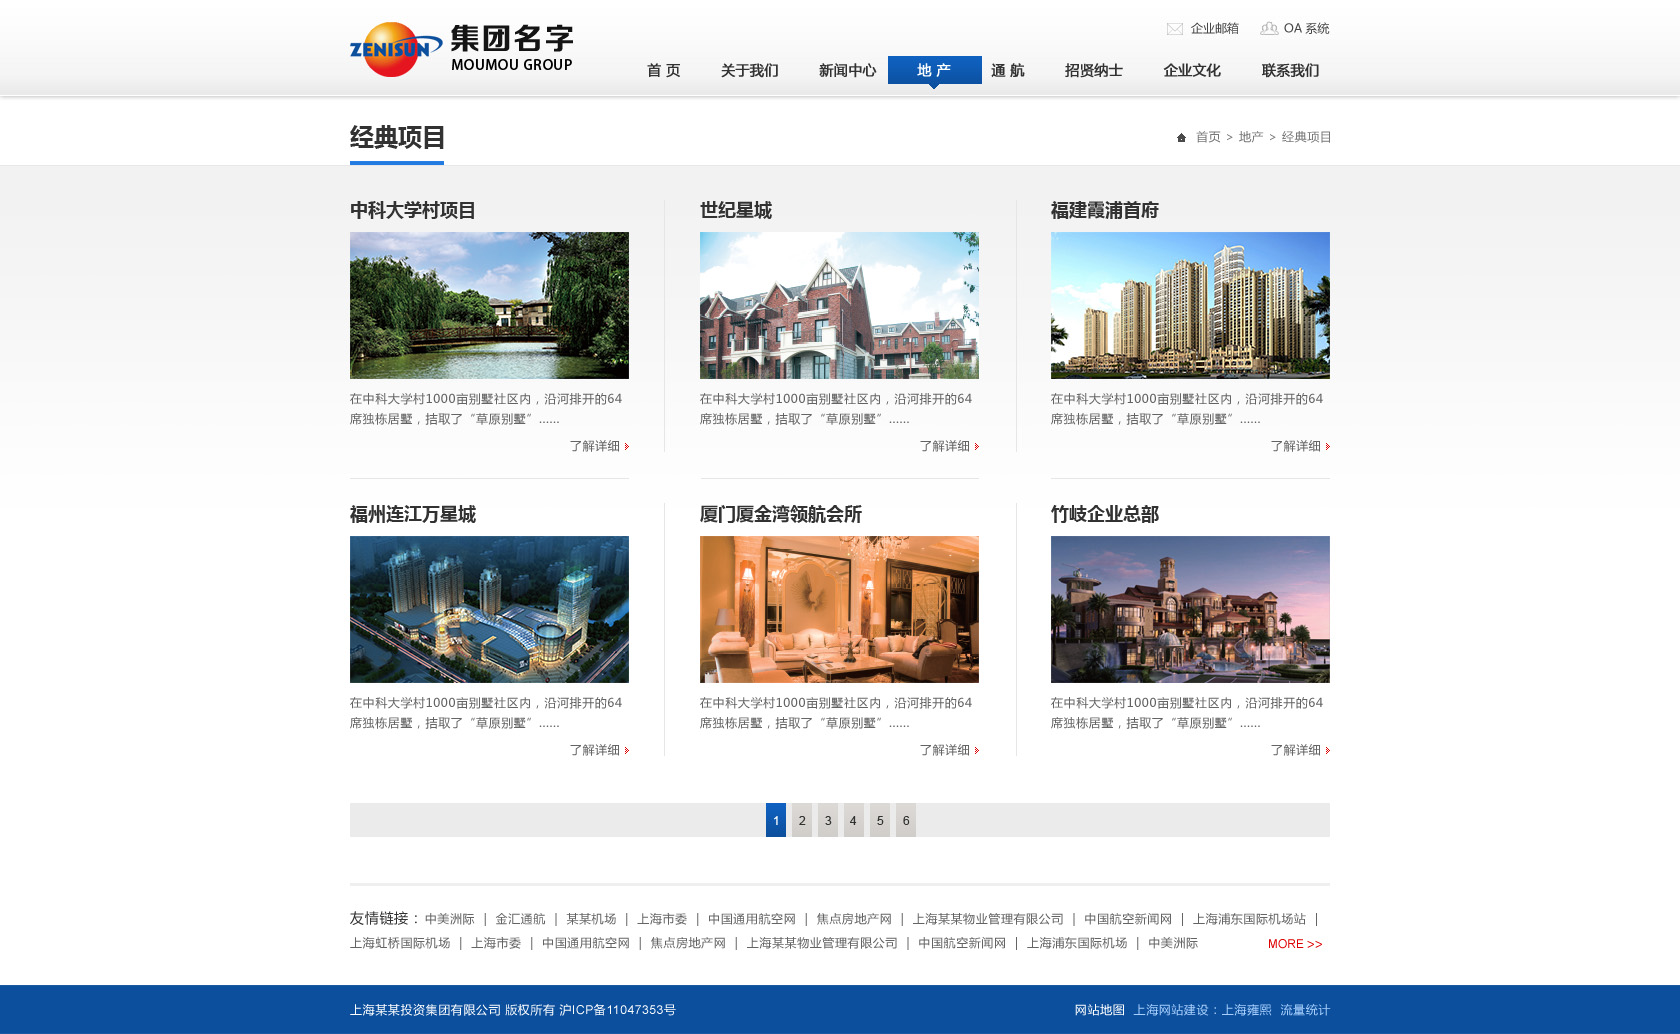 ZENISUN
集团名字
MOUMOU GROUP
企业邮箱 OA 系统
首 页 关于我们 新闻中心 地 产 通 航 招贤纳士 企业文化 联系我们
经典项目
首页 > 地产 > 经典项目
中科大学村项目
在中科大学村1000亩别墅社区内，沿河排开的64
席独栋居墅，拮取了“草原别墅”……
了解详细
世纪星城
在中科大学村1000亩别墅社区内，沿河排开的64
席独栋居墅，拮取了“草原别墅”……
了解详细
福建霞浦首府
在中科大学村1000亩别墅社区内，沿河排开的64
席独栋居墅，拮取了“草原别墅”……
了解详细
福州连江万星城
在中科大学村1000亩别墅社区内，沿河排开的64
席独栋居墅，拮取了“草原别墅”……
了解详细
厦门厦金湾领航会所
在中科大学村1000亩别墅社区内，沿河排开的64
席独栋居墅，拮取了“草原别墅”……
了解详细
竹岐企业总部
在中科大学村1000亩别墅社区内，沿河排开的64
席独栋居墅，拮取了“草原别墅”……
了解详细
1 2 3 4 5 6
友情链接：中美洲际 | 金汇通航 | 某某机场 | 上海市委 | 中国通用航空网 | 焦点房地产网 | 上海某某物业管理有限公司 | 中国航空新闻网 | 上海浦东国际机场站 |
上海虹桥国际机场 | 上海市委 | 中国通用航空网 | 焦点房地产网 | 上海某某物业管理有限公司 | 中国航空新闻网 | 上海浦东国际机场 | 中美洲际 MORE >>
上海某某投资集团有限公司 版权所有 沪ICP备11047353号 网站地图 上海网站建设：上海雍熙 流量统计